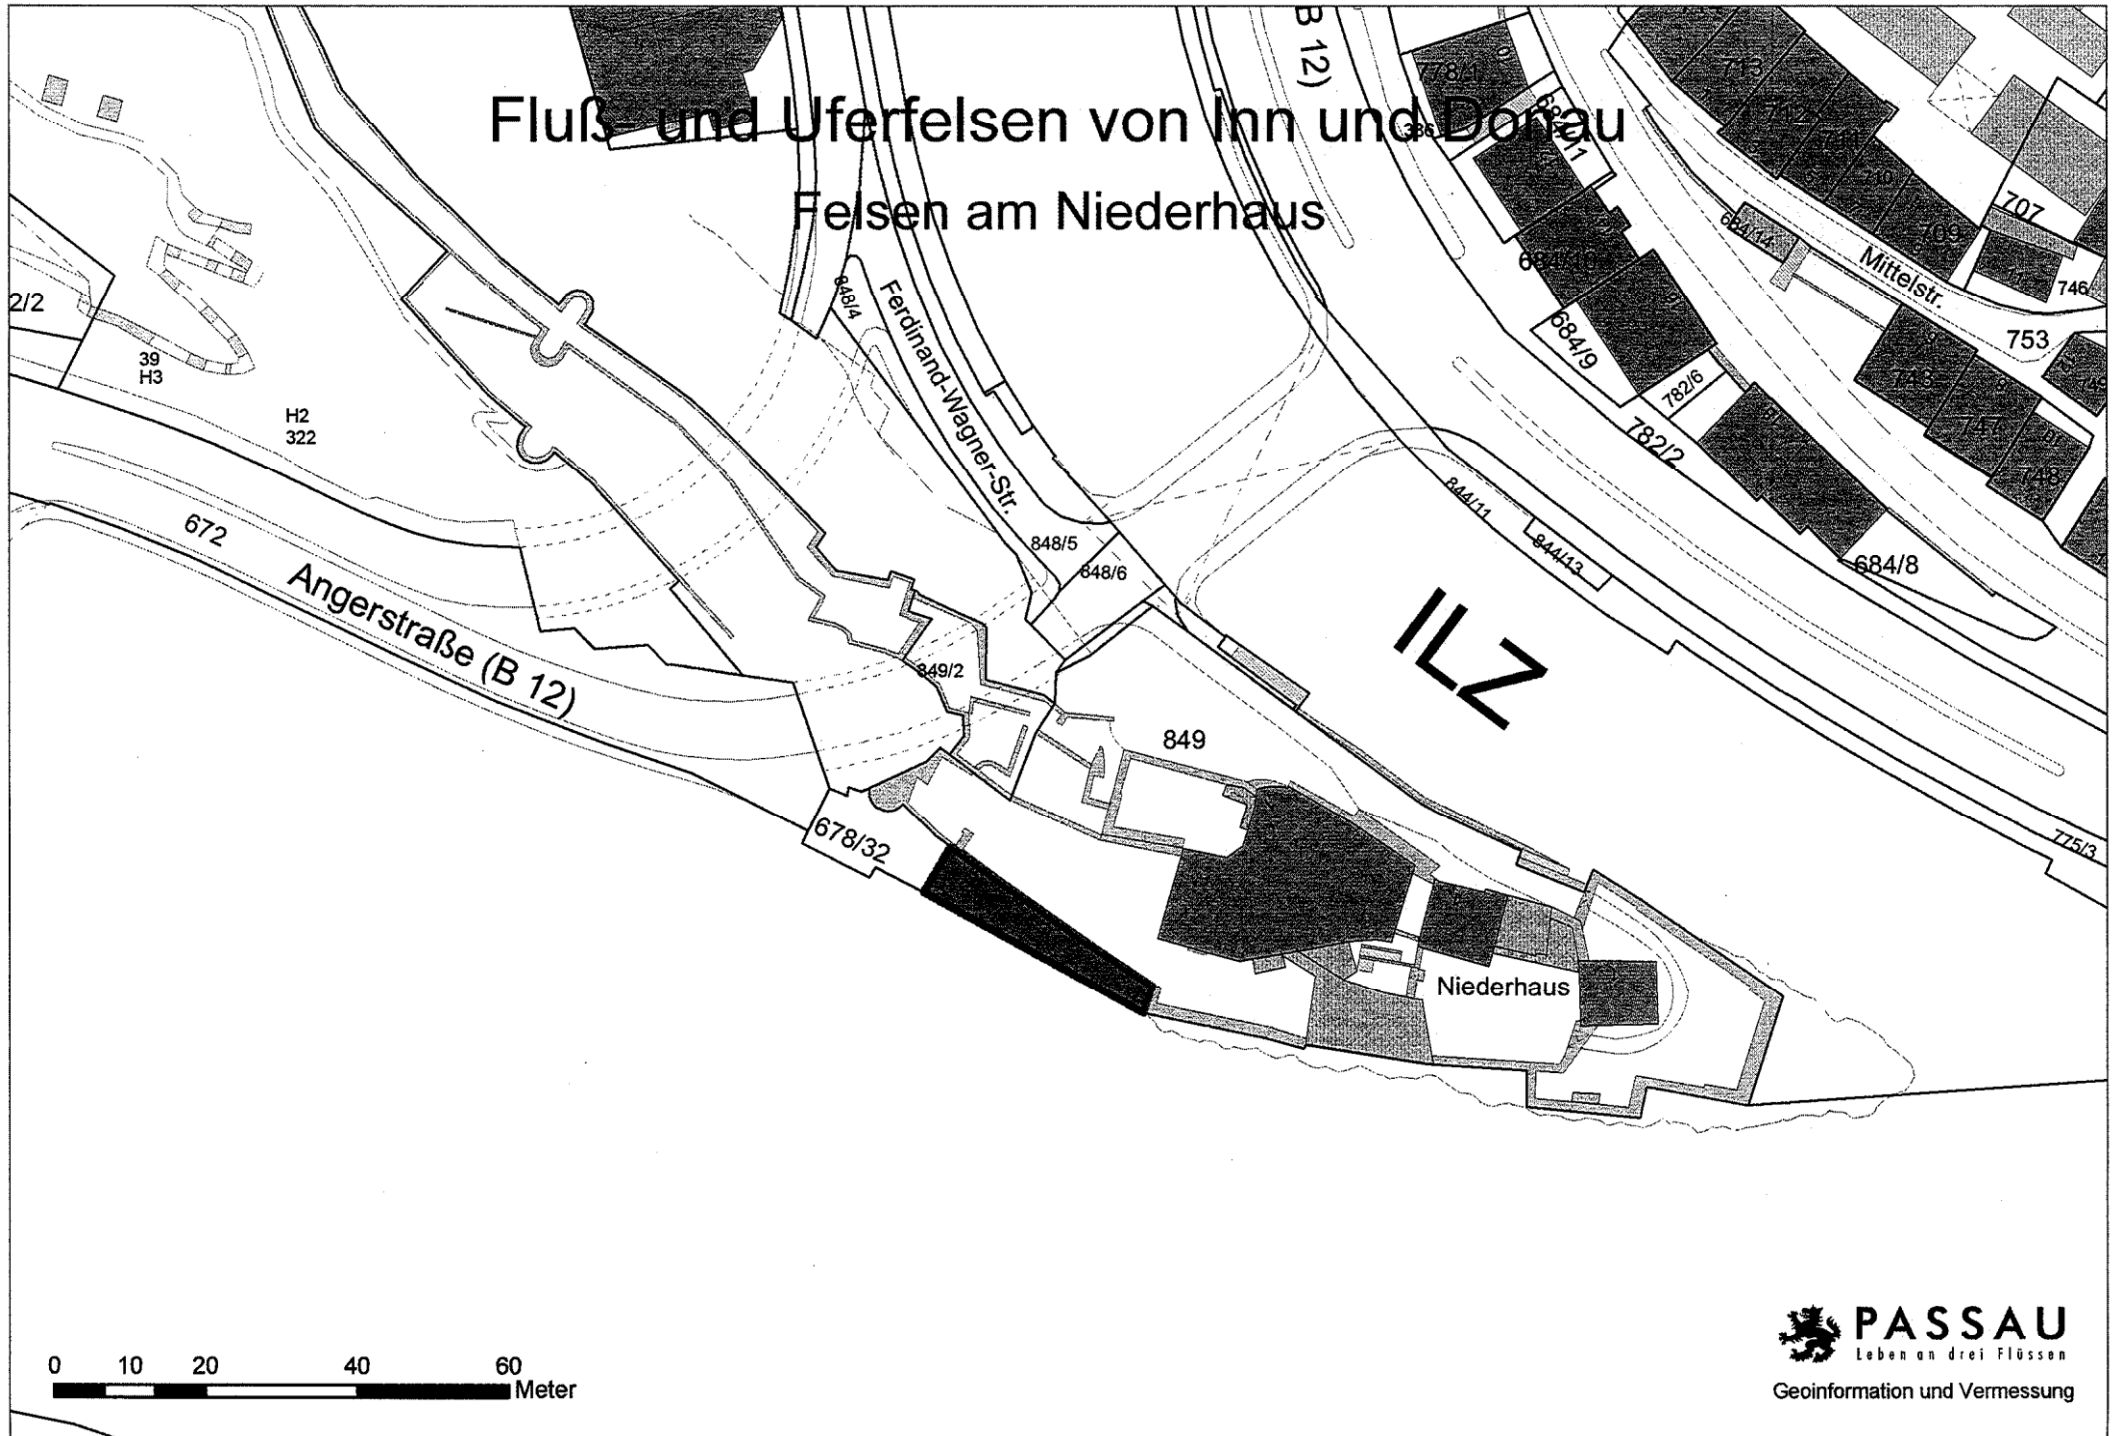 Fluß- und Uferfelsen von Inn und Donau
Felsen am Niederhaus
B 12)
778/1
336
684/11
684/10
684/9
782/6
782/2
684/8
713
712
711
710
709
707
684/14
Mittelstr.
746
753
743
747
748
2/2
39
H3
H2
322
848/4
Ferdinand-Wagner-Str.
848/5
848/6
844/11
844/13
672
Angerstraße (B 12)
ILZ
849/2
849
678/32
775/3
Niederhaus
0 10 20 40 60
Meter
PASSAU
Leben an drei Flüssen
Geoinformation und Vermessung